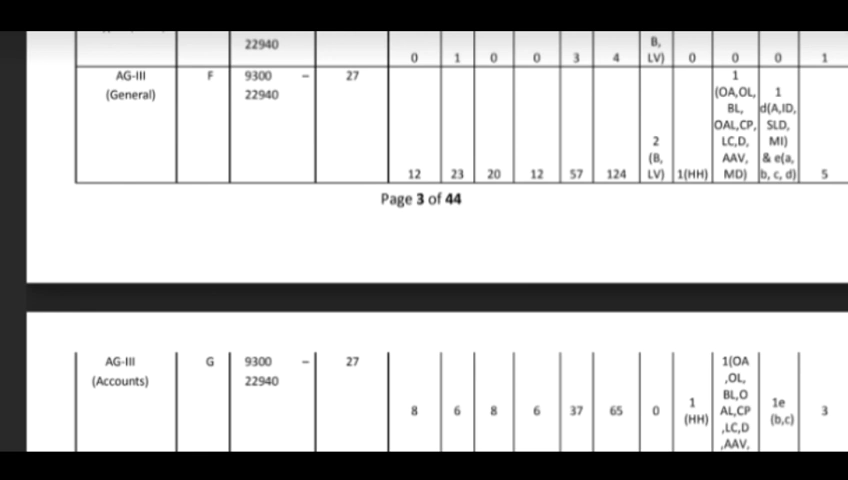 22940 0 1 0 0 3 4 B, LV) 0 0 0 1
AG-III (General) F 9300 – 22940 27 12 23 20 12 57 124 2 (B, LV) 1(HH) 1 (OA,OL, BL, OAL,CP, LC,D, AAV, MD) 1 d(A,ID, SLD, MI) & e(a, b, c, d) 5
Page 3 of 44
AG-III (Accounts) G 9300 – 22940 27 8 6 8 6 37 65 0 1 (HH) 1(OA ,OL, BL,O AL,CP ,LC,D ,AAV, 1e (b,c) 3